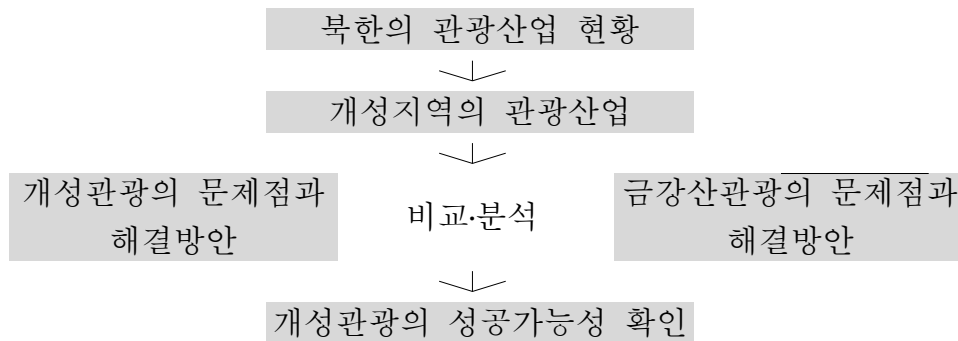 북한의 관광산업 현황
개성지역의 관광산업
개성관광의 문제점과
해결방안
비교·분석
금강산관광의 문제점과
해결방안
개성관광의 성공가능성 확인